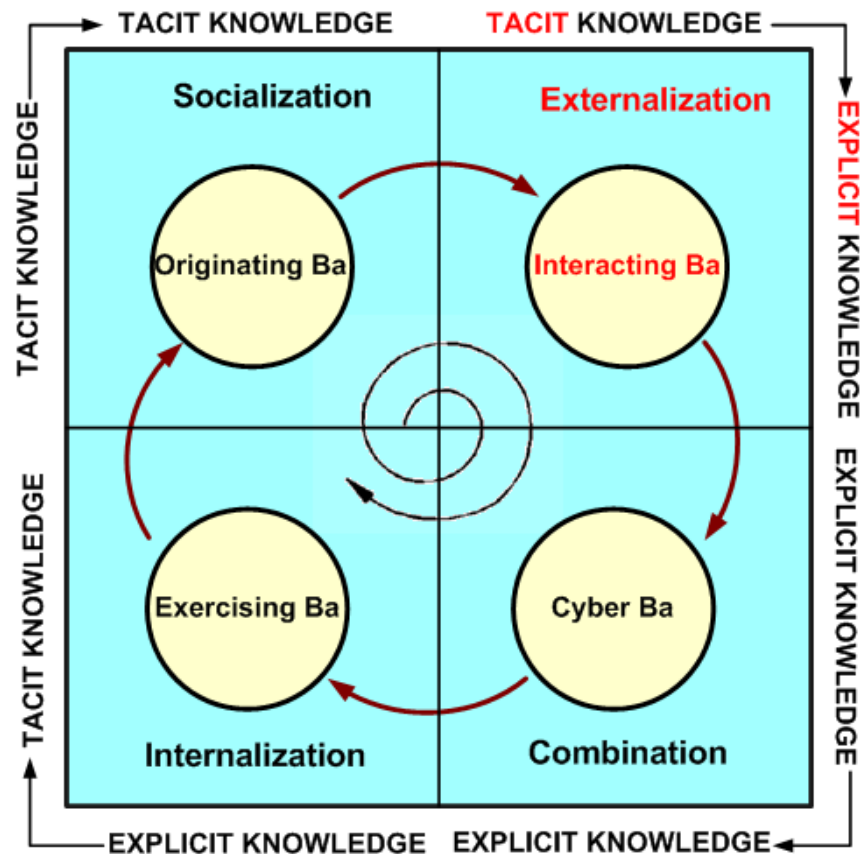 TACIT KNOWLEDGE
TACIT KNOWLEDGE
TACIT KNOWLEDGE
Socialization
Externalization
EXPLICIT KNOWLEDGE
Originating Ba
Interacting Ba
TACIT KNOWLEDGE
EXPLICIT KNOWLEDGE
Exercising Ba
Cyber Ba
Internalization
Combination
EXPLICIT KNOWLEDGE
EXPLICIT KNOWLEDGE